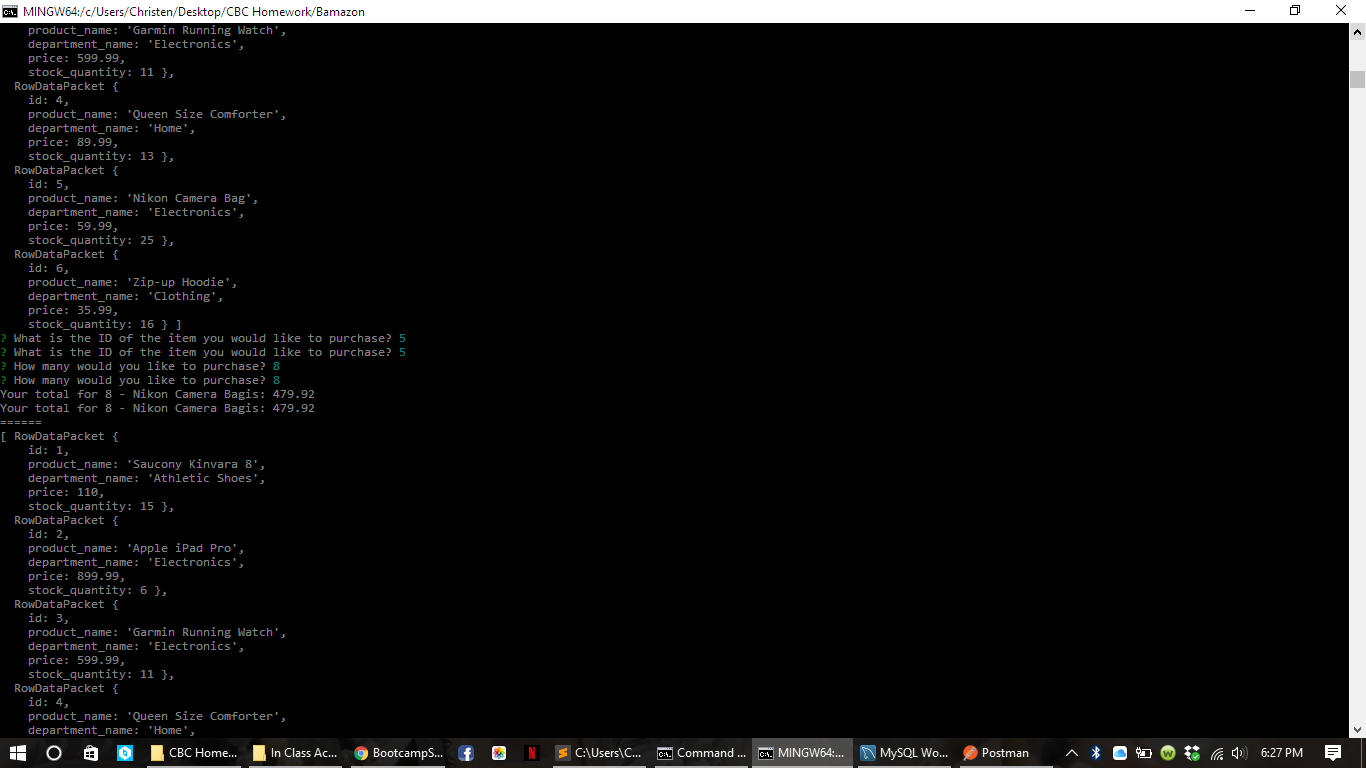 MINGW64:/c/Users/Christen/Desktop/CBC Homework/Bamazon
product_name: 'Garmin Running Watch',
department_name: 'Electronics',
price: 599.99,
stock_quantity: 11 },
RowDataPacket {
id: 4,
product_name: 'Queen Size Comforter',
department_name: 'Home',
price: 89.99,
stock_quantity: 13 },
RowDataPacket {
id: 5,
product_name: 'Nikon Camera Bag',
department_name: 'Electronics',
price: 59.99,
stock_quantity: 25 },
RowDataPacket {
id: 6,
product_name: 'Zip-up Hoodie',
department_name: 'Clothing',
price: 35.99,
stock_quantity: 16 } ]
? What is the ID of the item you would like to purchase? 5
? What is the ID of the item you would like to purchase? 5
? How many would you like to purchase? 8
? How many would you like to purchase? 8
Your total for 8 - Nikon Camera Bagis: 479.92
Your total for 8 - Nikon Camera Bagis: 479.92
======
[ RowDataPacket {
id: 1,
product_name: 'Saucony Kinvara 8',
department_name: 'Athletic Shoes',
price: 110,
stock_quantity: 15 },
RowDataPacket {
id: 2,
product_name: 'Apple iPad Pro',
department_name: 'Electronics',
price: 899.99,
stock_quantity: 6 },
RowDataPacket {
id: 3,
product_name: 'Garmin Running Watch',
department_name: 'Electronics',
price: 599.99,
stock_quantity: 11 },
RowDataPacket {
id: 4,
product_name: 'Queen Size Comforter',
department_name: 'Home',
CBC Home... In Class Ac... BootcampS... C:\Users\C... Command ... MINGW64:... MySQL Wo... Postman 6:27 PM